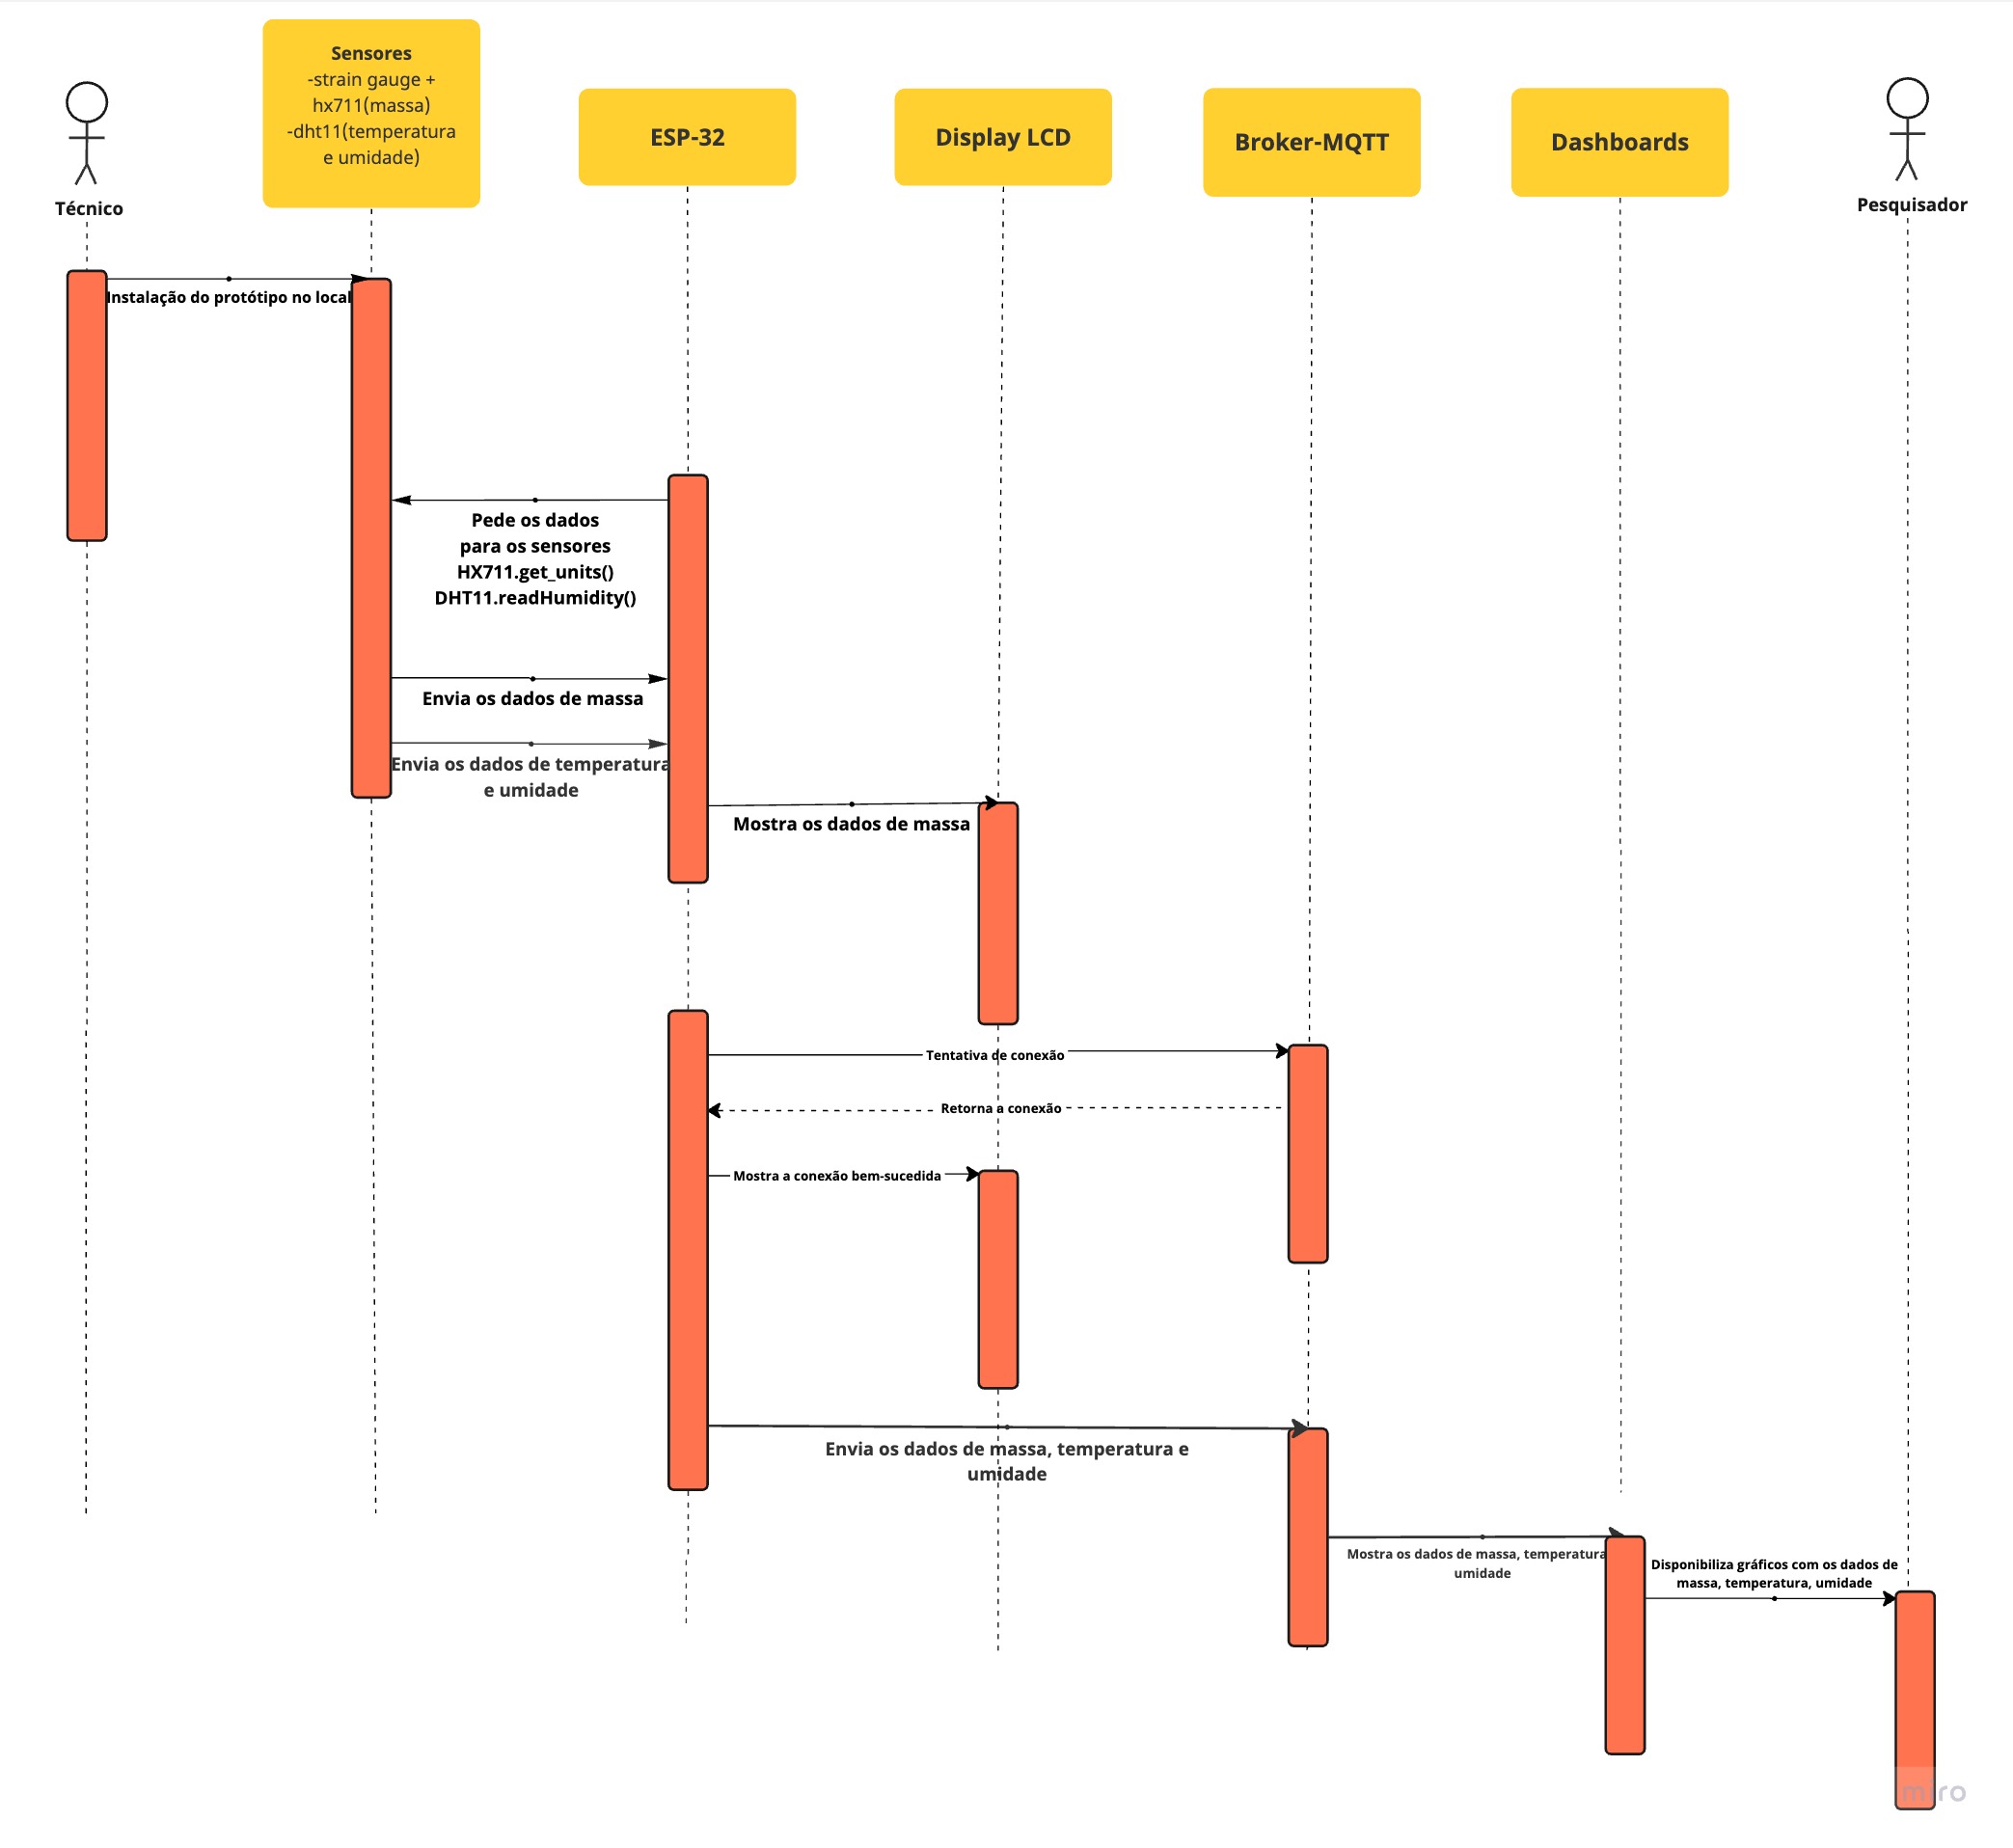 Sensores
-strain gauge +
hx711(massa)
-dht11(temperatura
e umidade)
Técnico
ESP-32
Display LCD
Broker-MQTT
Dashboards
Pesquisador
Instalação do protótipo no local
Pede os dados
para os sensores
HX711.get_units()
DHT11.readHumidity()
Envia os dados de massa
Envia os dados de temperatura
e umidade
Mostra os dados de massa
Tentativa de conexão
Retorna a conexão
Mostra a conexão bem-sucedida
Envia os dados de massa, temperatura e
umidade
Mostra os dados de massa, temperatura
umidade
Disponibiliza gráficos com os dados de
massa, temperatura, umidade
miro